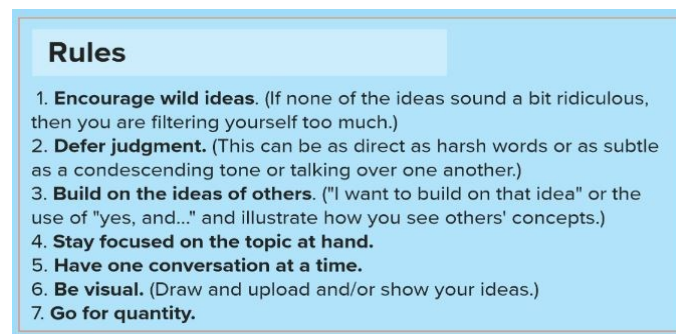 Rules
1. Encourage wild ideas. (If none of the ideas sound a bit ridiculous,
then you are filtering yourself too much.)
2. Defer judgment. (This can be as direct as harsh words or as subtle
as a condescending tone or talking over one another.)
3. Build on the ideas of others. ("I want to build on that idea" or the
use of "yes, and..." and illustrate how you see others' concepts.)
4. Stay focused on the topic at hand.
5. Have one conversation at a time.
6. Be visual. (Draw and upload and/or show your ideas.)
7. Go for quantity.